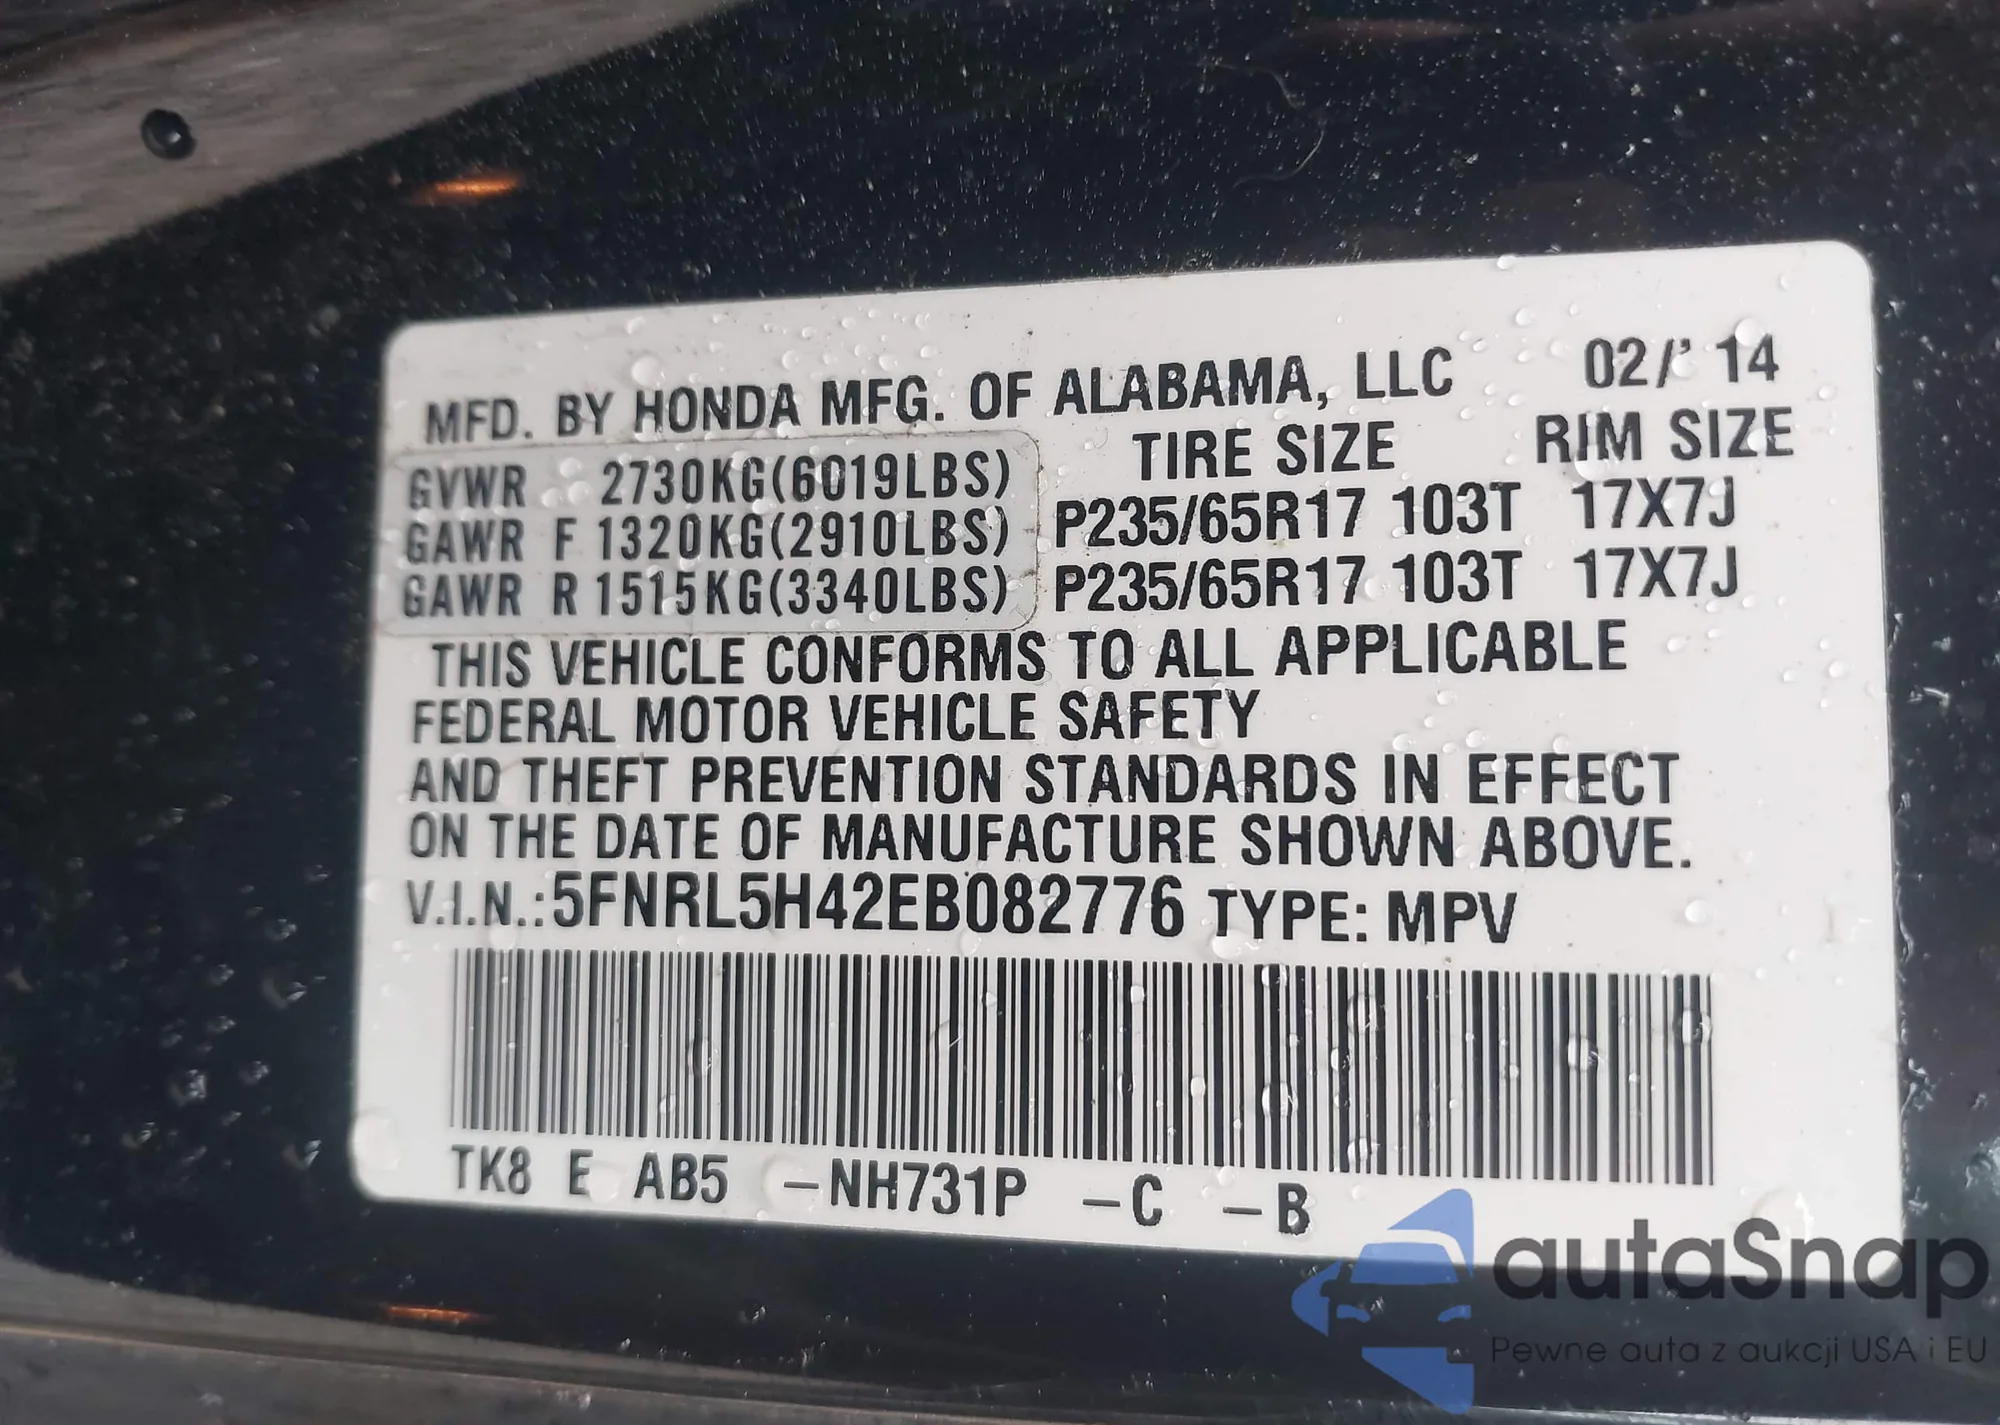 MFD. BY HONDA MFG. OF ALABAMA, LLC 02/' 14
TIRE SIZE RIM SIZE
GVWR 2730KG(6019LBS)
GAWR F 1320KG(2910LBS) P235/65R17 103T 17X7J
GAWR R 1515KG(3340LBS) P235/65R17 103T 17X7J
THIS VEHICLE CONFORMS TO ALL APPLICABLE
FEDERAL MOTOR VEHICLE SAFETY
AND THEFT PREVENTION STANDARDS IN EFFECT
ON THE DATE OF MANUFACTURE SHOWN ABOVE.
V.I.N.:5FNRL5H42EB082776 TYPE: MPV
TK8 E AB5 –NH731P –C –B
autaSnap
Pewne auta z aukcji USA i EU